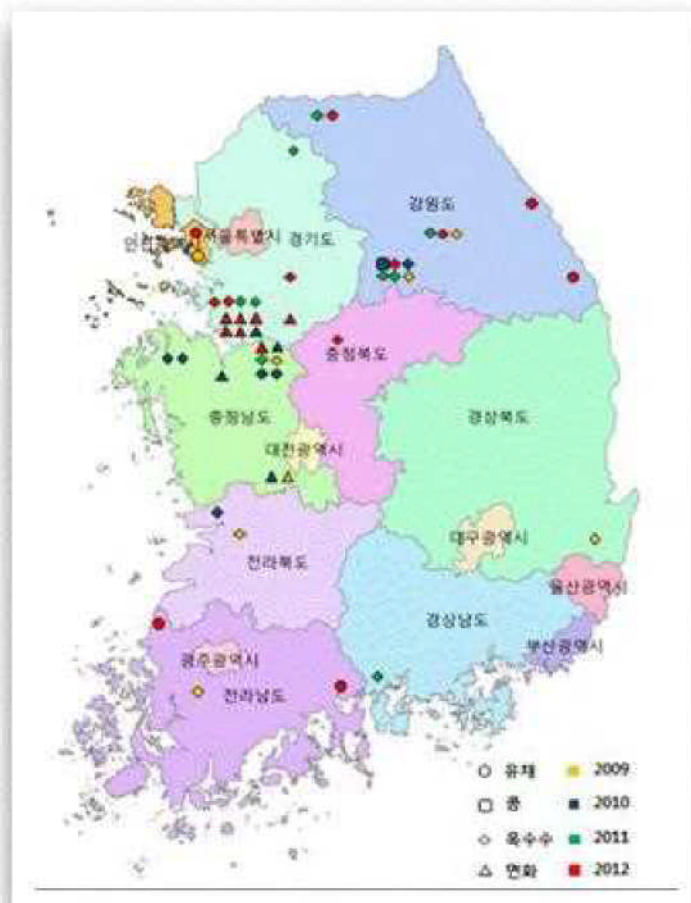 강원도
인천광역시
서울특별시
경기도
충청북도
충청남도
경상북도
대전광역시
대구광역시
전라북도
울산광역시
경상남도
부산광역시
광주광역시
전라남도
유채 2009
콩 2010
옥수수 2011
면화 2012